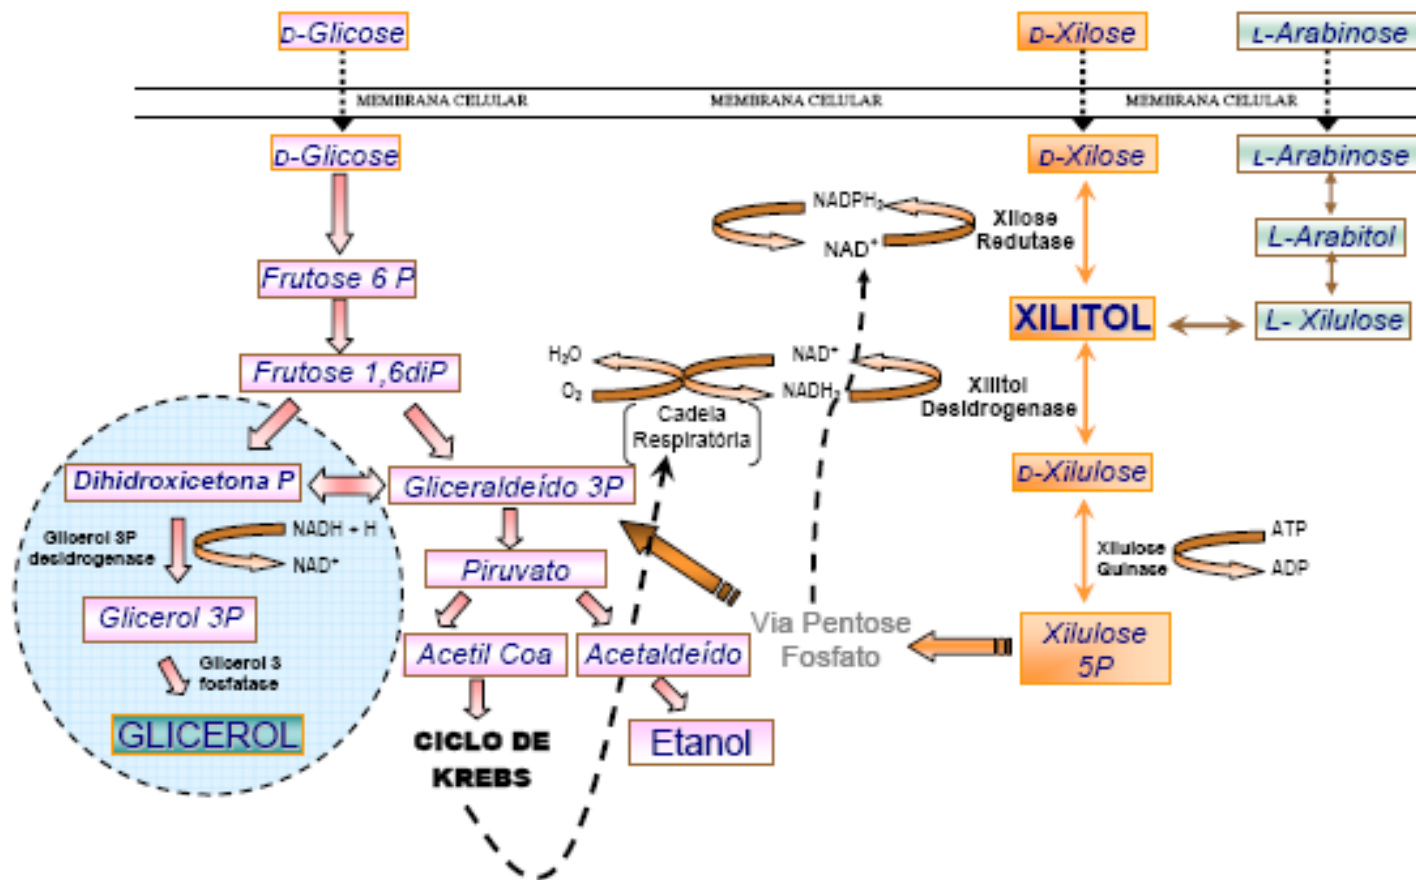 D-Glicose
D-Xilose
L-Arabinose
MEMBRANA CELULAR
MEMBRANA CELULAR
MEMBRANA CELULAR
D-Glicose
D-Xilose
L-Arabinose
NADPH₂
NAD⁺
Xilose
Redutase
L-Arabitol
Frutose 6 P
XILITOL
L- Xilulose
Frutose 1,6diP
H₂O
O₂
NAD⁺
NADH₂
Xilitol
Desidrogenase
Cadeia
Respiratória
Dihidroxicetona P
Gliceraldeído 3P
D-Xilulose
Glicerol 3P
desidrogenase
NADH + H
NAD⁺
Xilulose
Quinase
ATP
ADP
Piruvato
Glicerol 3P
Via Pentose
Fosfato
Xilulose
5P
Acetil Coa
Acetaldeído
Glicerol 3
fosfatase
GLICEROL
CICLO DE
KREBS
Etanol